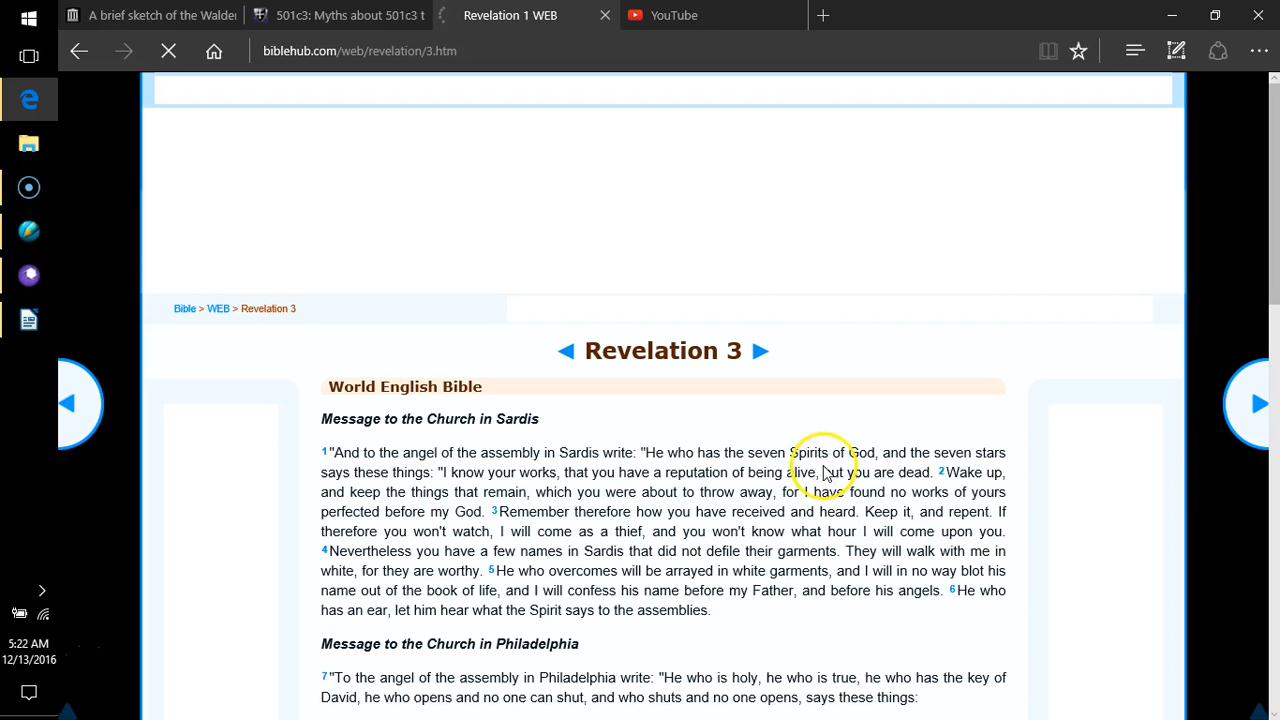 A brief sketch of the Walder
501c3: Myths about 501c3 t
Revelation 1 WEB
YouTube
biblehub.com/web/revelation/3.htm
Bible > WEB > Revelation 3
Revelation 3
World English Bible
Message to the Church in Sardis
1"And to the angel of the assembly in Sardis write: "He who has the seven Spirits of God, and the seven stars
says these things: "I know your works, that you have a reputation of being alive, but you are dead. 2Wake up,
and keep the things that remain, which you were about to throw away, for I have found no works of yours
perfected before my God. 3Remember therefore how you have received and heard. Keep it, and repent. If
therefore you won't watch, I will come as a thief, and you won't know what hour I will come upon you.
4Nevertheless you have a few names in Sardis that did not defile their garments. They will walk with me in
white, for they are worthy. 5He who overcomes will be arrayed in white garments, and I will in no way blot his
name out of the book of life, and I will confess his name before my Father, and before his angels. 6He who
has an ear, let him hear what the Spirit says to the assemblies.
Message to the Church in Philadelphia
7"To the angel of the assembly in Philadelphia write: "He who is holy, he who is true, he who has the key of
David, he who opens and no one can shut, and who shuts and no one opens, says these things:
5:22 AM
12/13/2016